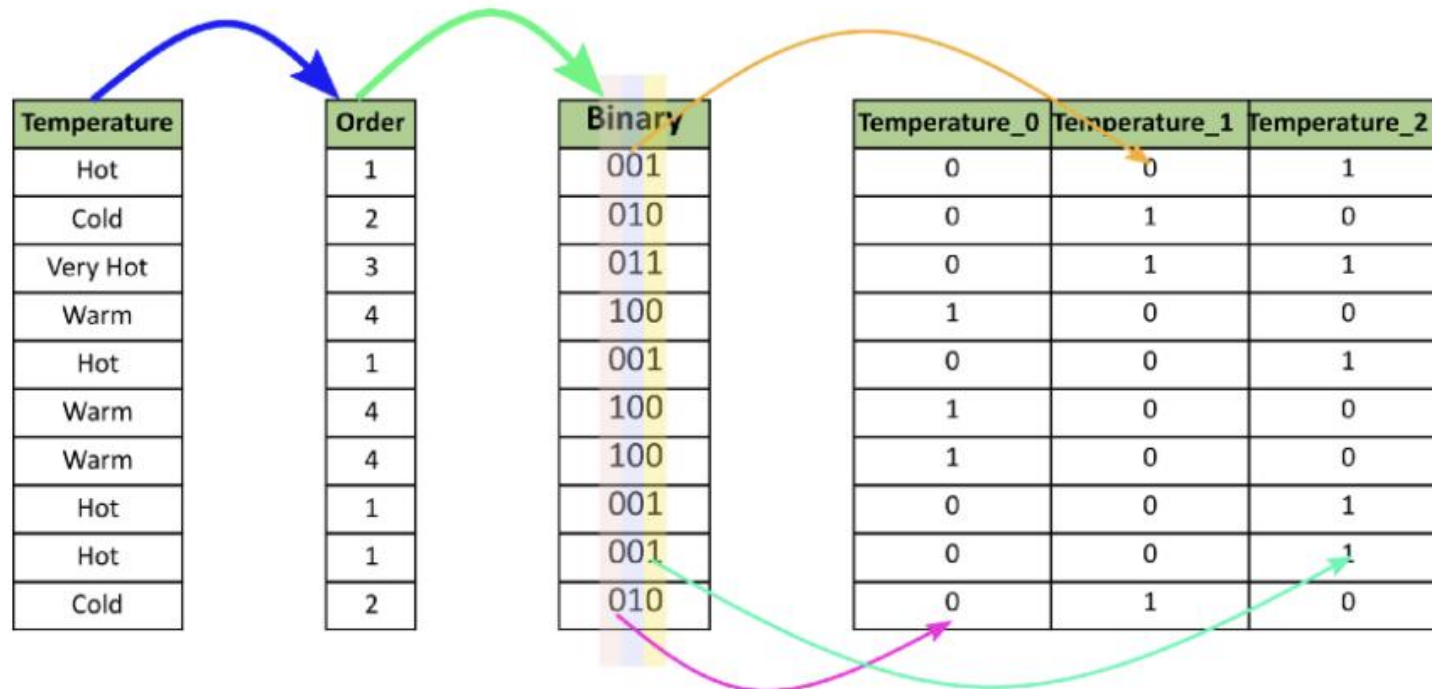 Temperature Order Binary Temperature_0 Temperature_1 Temperature_2
Hot 1 001 0 0 1
Cold 2 010 0 1 0
Very Hot 3 011 0 1 1
Warm 4 100 1 0 0
Hot 1 001 0 0 1
Warm 4 100 1 0 0
Warm 4 100 1 0 0
Hot 1 001 0 0 1
Hot 1 001 0 0 1
Cold 2 010 0 1 0